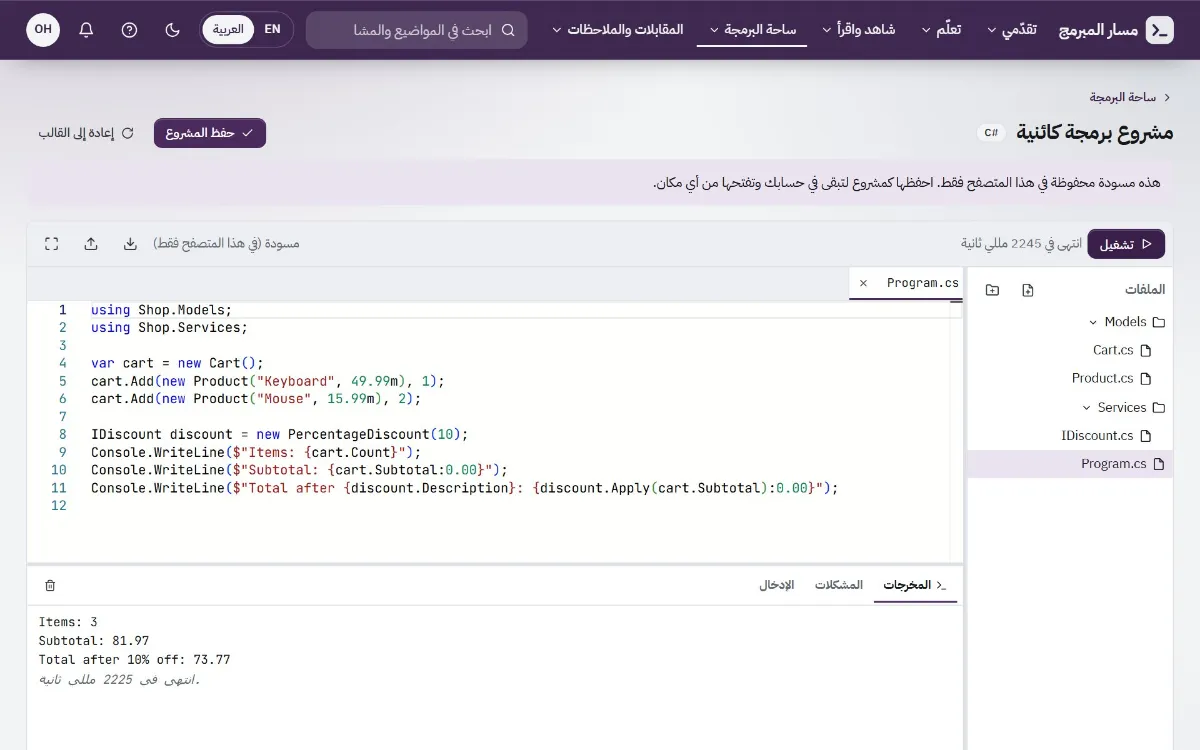 مسار المبرمج
تقدّمي
تعلّم
شاهد واقرأ
ساحة البرمجة
المقابلات والملاحظات
ابحث في المواضيع والمشا
EN
العربية
OH
ساحة البرمجة
مشروع برمجة كائنية
C#
حفظ المشروع
إعادة إلى القالب
هذه مسودة محفوظة في هذا المتصفح فقط. احفظها كمشروع لتبقى في حسابك وتفتحها من أي مكان.
تشغيل
انتهى في 2245 مللي ثانية
مسودة (في هذا المتصفح فقط)
الملفات
Models
Cart.cs
Product.cs
Services
IDiscount.cs
Program.cs
Program.cs
1 using Shop.Models;
2 using Shop.Services;
3
4 var cart = new Cart();
5 cart.Add(new Product("Keyboard", 49.99m), 1);
6 cart.Add(new Product("Mouse", 15.99m), 2);
7
8 IDiscount discount = new PercentageDiscount(10);
9 Console.WriteLine($"Items: {cart.Count}");
10 Console.WriteLine($"Subtotal: {cart.Subtotal:0.00}");
11 Console.WriteLine($"Total after {discount.Description}: {discount.Apply(cart.Subtotal):0.00}");
12
المخرجات
المشكلات
الإدخال
Items: 3
Subtotal: 81.97
Total after 10% off: 73.77
انتهى في 2225 مللي ثانية.